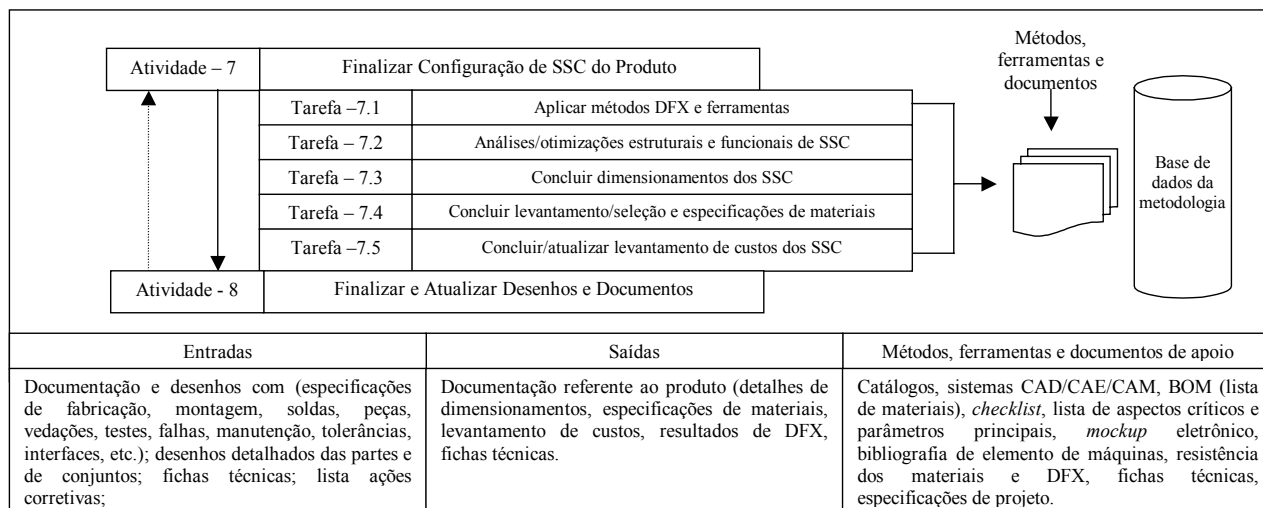 Atividade – 7 Finalizar Configuração de SSC do Produto
Métodos,
ferramentas e
documentos
Tarefa –7.1 Aplicar métodos DFX e ferramentas
Tarefa – 7.2 Análises/otimizações estruturais e funcionais de SSC
Tarefa – 7.3 Concluir dimensionamentos dos SSC
Tarefa – 7.4 Concluir levantamento/seleção e especificações de materiais
Tarefa –7.5 Concluir/atualizar levantamento de custos dos SSC
Base de
dados da
metodologia
Atividade - 8 Finalizar e Atualizar Desenhos e Documentos
Entradas
Documentação e desenhos com (especificações
de fabricação, montagem, soldas, peças,
vedações, testes, falhas, manutenção, tolerâncias,
interfaces, etc.); desenhos detalhados das partes e
de conjuntos; fichas técnicas; lista ações
corretivas;
Saídas
Documentação referente ao produto (detalhes de
dimensionamentos, especificações de materiais,
levantamento de custos, resultados de DFX,
fichas técnicas.
Métodos, ferramentas e documentos de apoio
Catálogos, sistemas CAD/CAE/CAM, BOM (lista
de materiais), checklist, lista de aspectos críticos e
parâmetros principais, mockup eletrônico,
bibliografia de elemento de máquinas, resistência
dos materiais e DFX, fichas técnicas,
especificações de projeto.